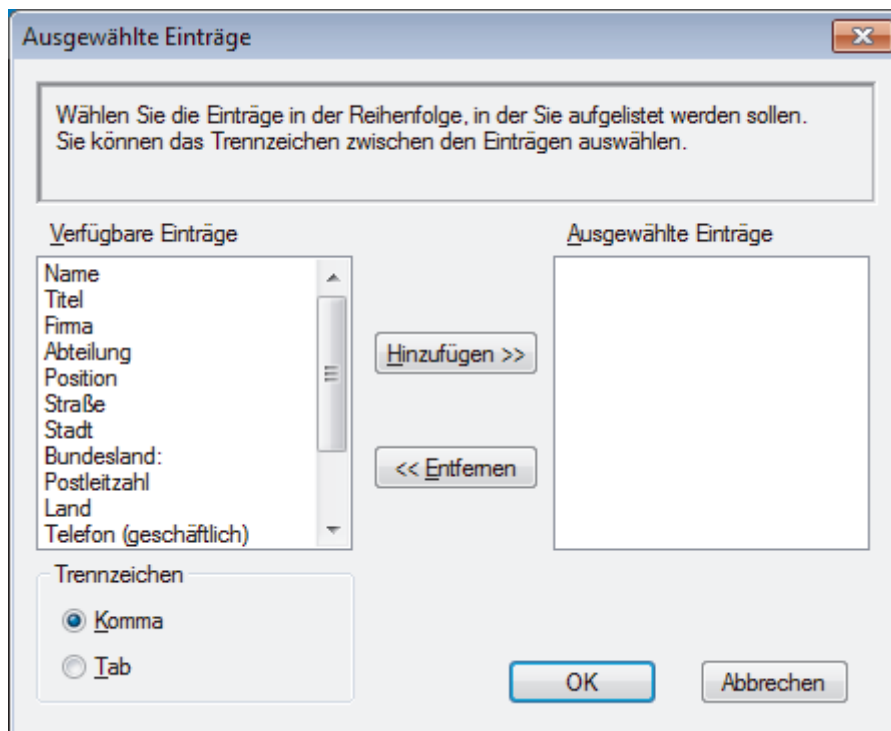 Ausgewählte Einträge
Wählen Sie die Einträge in der Reihenfolge, in der Sie aufgelistet werden sollen.
Sie können das Trennzeichen zwischen den Einträgen auswählen.
Verfügbare Einträge
Name
Titel
Firma
Abteilung
Position
Straße
Stadt
Bundesland:
Postleitzahl
Land
Telefon (geschäftlich)
Hinzufügen >>
<< Entfernen
Ausgewählte Einträge
Trennzeichen
Komma
Tab
OK
Abbrechen